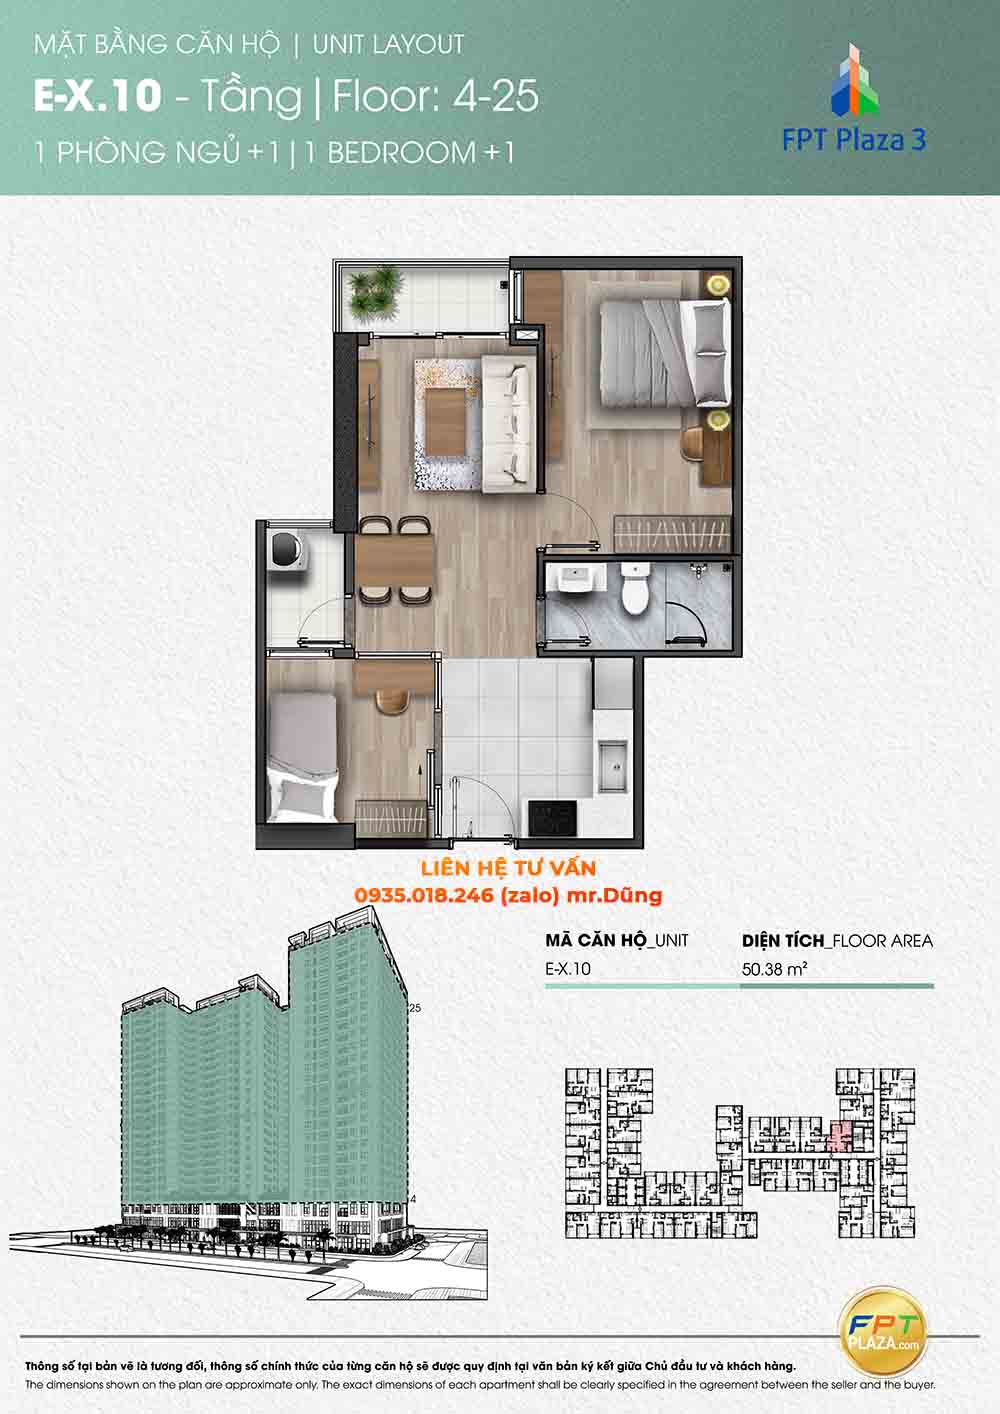 MẶT BẰNG CĂN HỘ | UNIT LAYOUT
E-X.10 - Tầng | Floor: 4-25
1 PHÒNG NGỦ +1 | 1 BEDROOM +1
FPT Plaza 3
LIÊN HỆ TƯ VẤN
0935.018.246 (zalo) mr.Dũng
MÃ CĂN HỘ_UNIT
E-X.10
DIỆN TÍCH_FLOOR AREA
50.38 m²
25
4
FPT
PLAZA.com
Thông số tại bản vẽ là tương đối, thông số chính thức của từng căn hộ sẽ được quy định tại văn bản ký kết giữa Chủ đầu tư và khách hàng.
The dimensions shown on the plan are approximate only. The exact dimensions of each apartment shall be clearly specified in the agreement between the seller and the buyer.